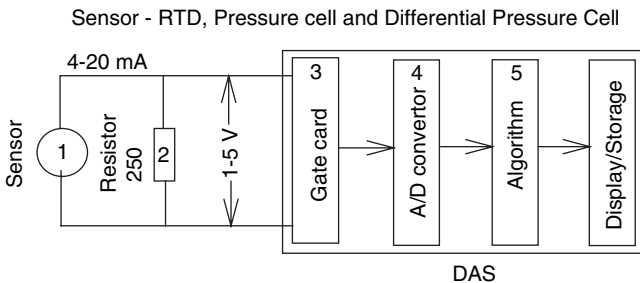 Sensor - RTD, Pressure cell and Differential Pressure Cell
4-20 mA
Sensor
1
Resistor
250
2
1-5 V
3
Gate card
4
A/D convertor
5
Algorithm
Display/Storage
DAS